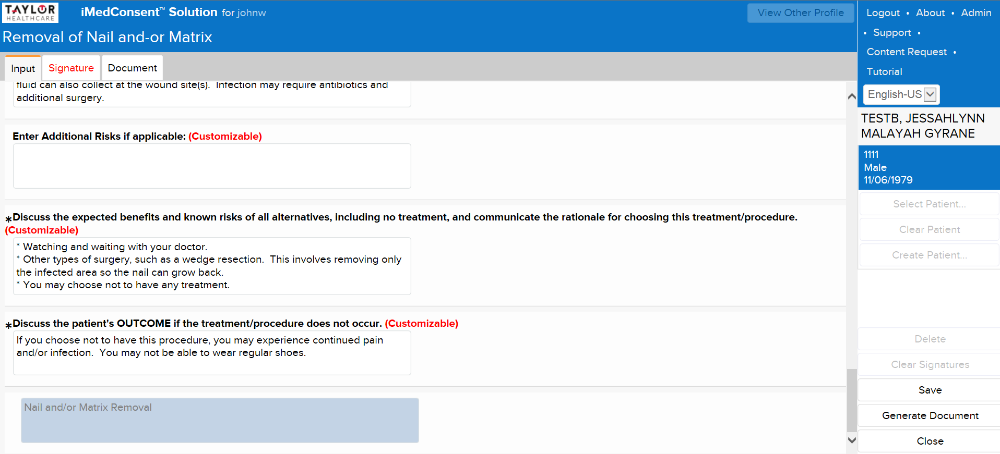 TAYLOR
HEALTHCARE
iMedConsent™ Solution for johnw
View Other Profile
Removal of Nail and-or Matrix
Logout • About • Admin
• Support •
Content Request •
Tutorial
English-US
Input
Signature
Document
fluid can also collect at the wound site(s).  Infection may require antibiotics and
additional surgery.
Enter Additional Risks if applicable: (Customizable)
*Discuss the expected benefits and known risks of all alternatives, including no treatment, and communicate the rationale for choosing this treatment/procedure.
(Customizable)
* Watching and waiting with your doctor.
* Other types of surgery, such as a wedge resection.  This involves removing only
the infected area so the nail can grow back.
* You may choose not to have any treatment.
*Discuss the patient's OUTCOME if the treatment/procedure does not occur. (Customizable)
If you choose not to have this procedure, you may experience continued pain
and/or infection.  You may not be able to wear regular shoes.
Nail and/or Matrix Removal
TESTB, JESSAHLYNN
MALAYAH GYRANE
1111
Male
11/06/1979
Select Patient...
Clear Patient
Create Patient...
Delete
Clear Signatures
Save
Generate Document
Close